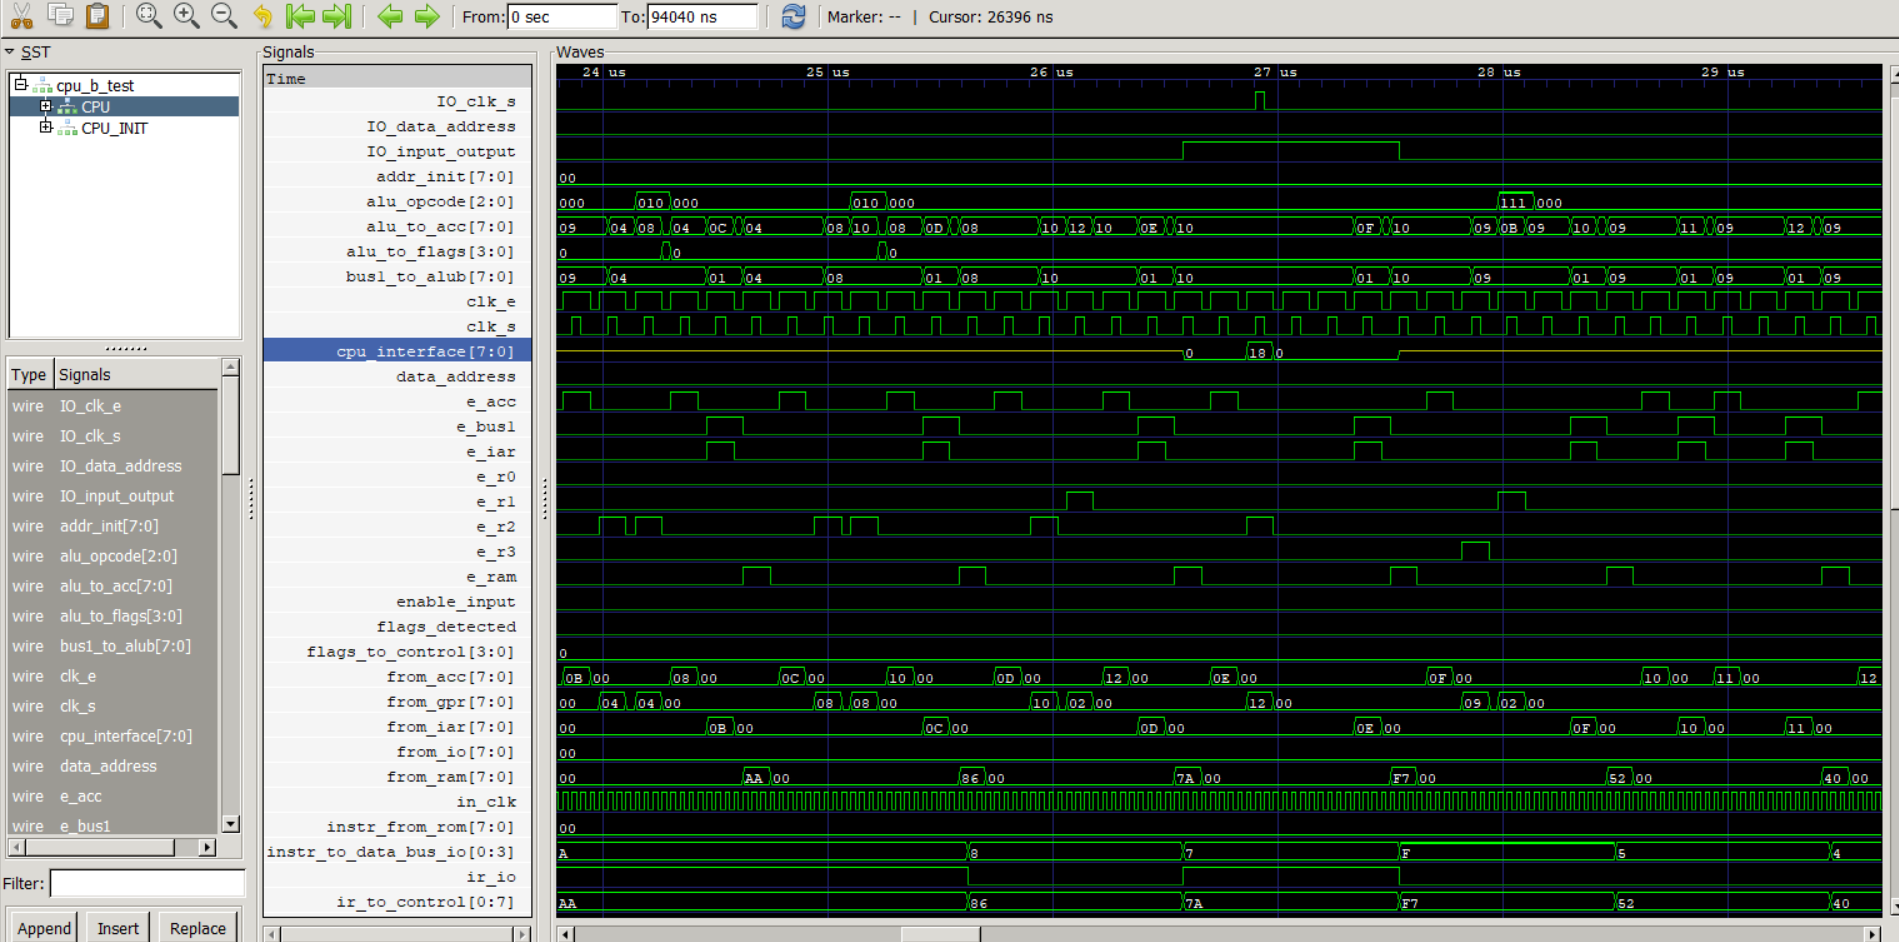 From: 0 sec To: 94040 ns Marker: -- | Cursor: 26396 ns
SST
cpu_b_test
CPU
CPU_INIT
Type Signals
wire IO_clk_e
wire IO_clk_s
wire IO_data_address
wire IO_input_output
wire addr_init[7:0]
wire alu_opcode[2:0]
wire alu_to_acc[7:0]
wire alu_to_flags[3:0]
wire bus1_to_alub[7:0]
wire clk_e
wire clk_s
wire cpu_interface[7:0]
wire data_address
wire e_acc
wire e_bus1
Filter:
Append Insert Replace
Signals
Time
IO_clk_s
IO_data_address
IO_input_output
addr_init[7:0]
alu_opcode[2:0]
alu_to_acc[7:0]
alu_to_flags[3:0]
bus1_to_alub[7:0]
clk_e
clk_s
cpu_interface[7:0]
data_address
e_acc
e_bus1
e_iar
e_r0
e_r1
e_r2
e_r3
e_ram
enable_input
flags_detected
flags_to_control[3:0]
from_acc[7:0]
from_gpr[7:0]
from_iar[7:0]
from_io[7:0]
from_ram[7:0]
in_clk
instr_from_rom[7:0]
instr_to_data_bus_io[0:3]
ir_io
ir_to_control[0:7]
Waves
24 us 25 us 26 us 27 us 28 us 29 us
00
000 010 000 010 000 111 000
09 04 08 04 0C 04 08 10 08 0D 08 10 12 10 0E 10 0F 10 09 0B 09 10 09 11 09 12 09
0 0 0
09 04 01 04 08 01 08 10 01 10 01 10 09 01 09 01 09 01 09
0 18 0
0
0B 00 08 00 0C 00 10 00 0D 00 12 00 0E 00 0F 00 10 00 11 00 12
00 04 04 00 08 08 00 10 02 00 12 00 09 02 00
00 0B 00 0C 00 0D 00 0E 00 0F 00 10 00 11 00
00
00 AA 00 86 00 7A 00 F7 00 52 00 40 00
00
A 8 7 F 5 4
AA 86 7A F7 52 40